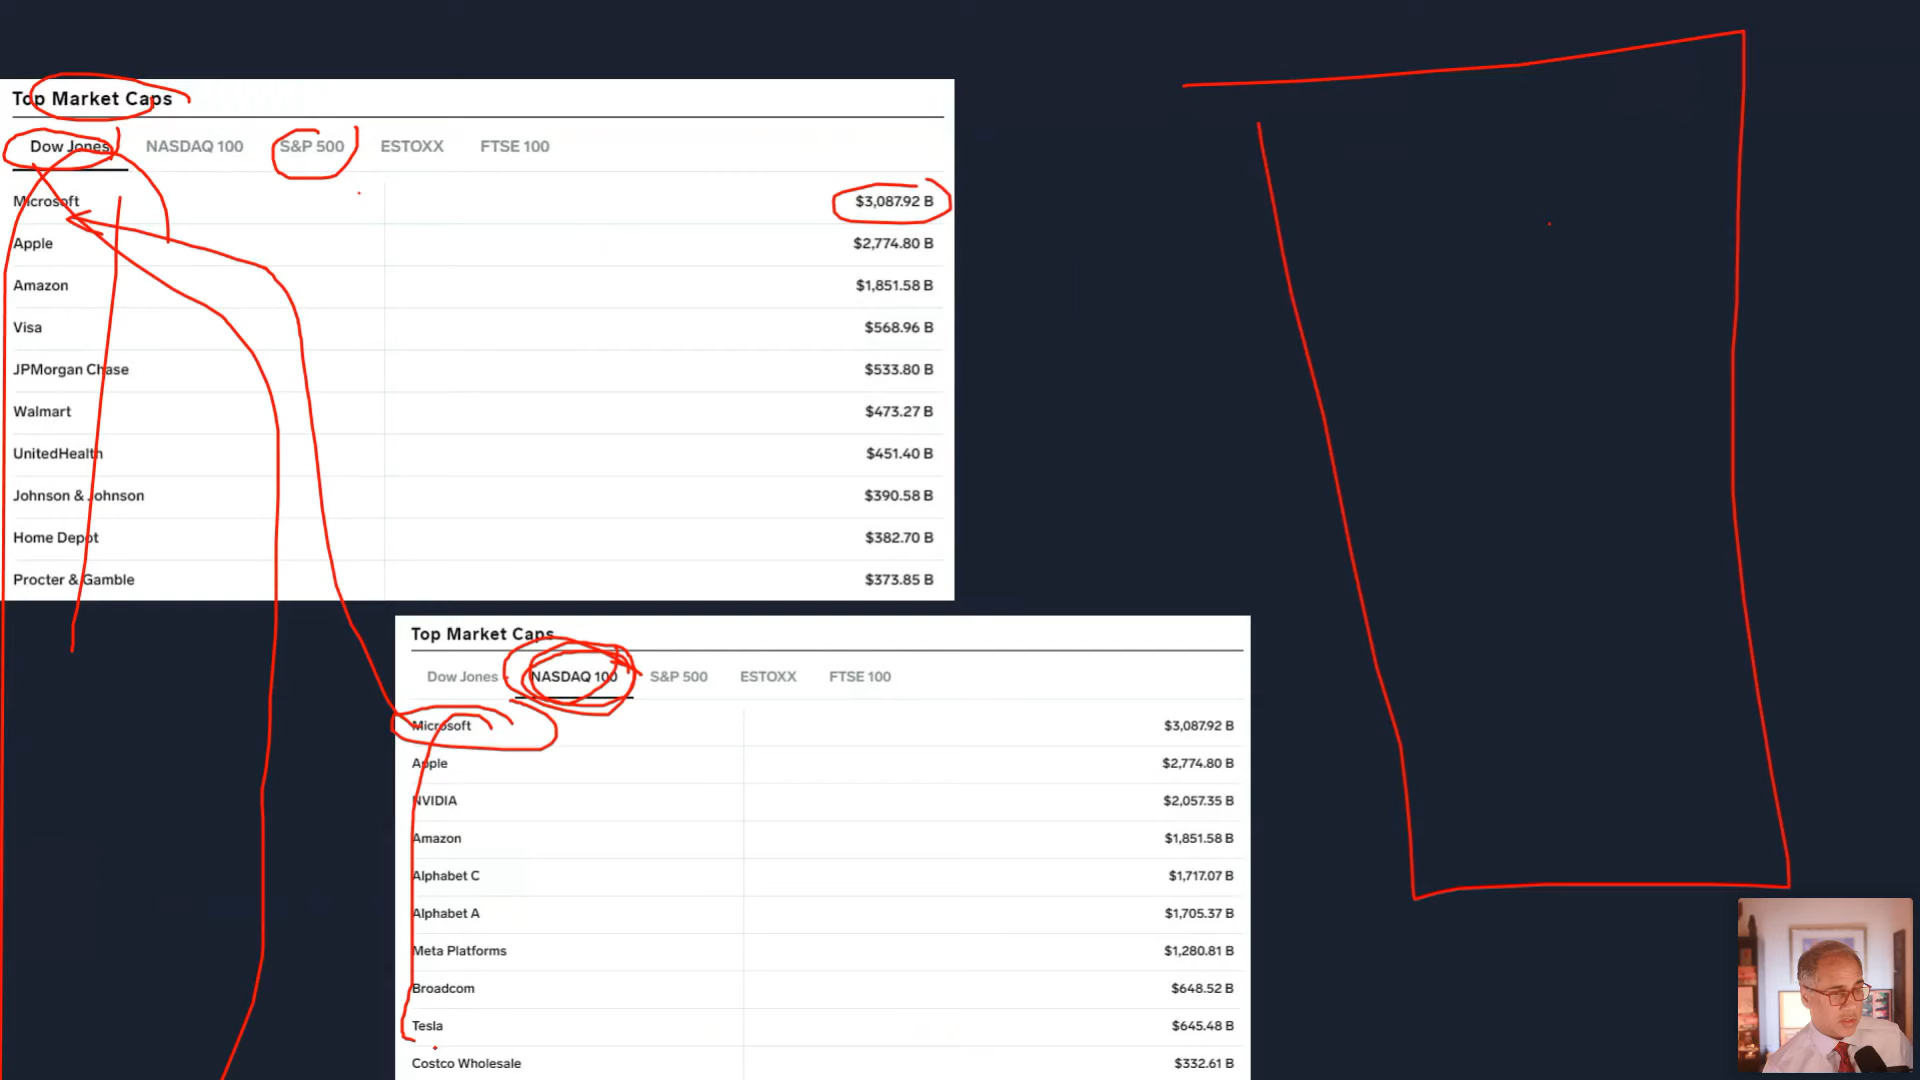 Top Market Caps
Dow Jones NASDAQ 100 S&P 500 ESTOXX FTSE 100
Microsoft $3,087.92 B
Apple $2,774.80 B
Amazon $1,851.58 B
Visa $568.96 B
JPMorgan Chase $533.80 B
Walmart $473.27 B
UnitedHealth $451.40 B
Johnson & Johnson $390.58 B
Home Depot $382.70 B
Procter & Gamble $373.85 B
Top Market Caps
Dow Jones NASDAQ 100 S&P 500 ESTOXX FTSE 100
Microsoft $3,087.92 B
Apple $2,774.80 B
NVIDIA $2,057.35 B
Amazon $1,851.58 B
Alphabet C $1,717.07 B
Alphabet A $1,705.37 B
Meta Platforms $1,280.81 B
Broadcom $648.52 B
Tesla $645.48 B
Costco Wholesale $332.61 B